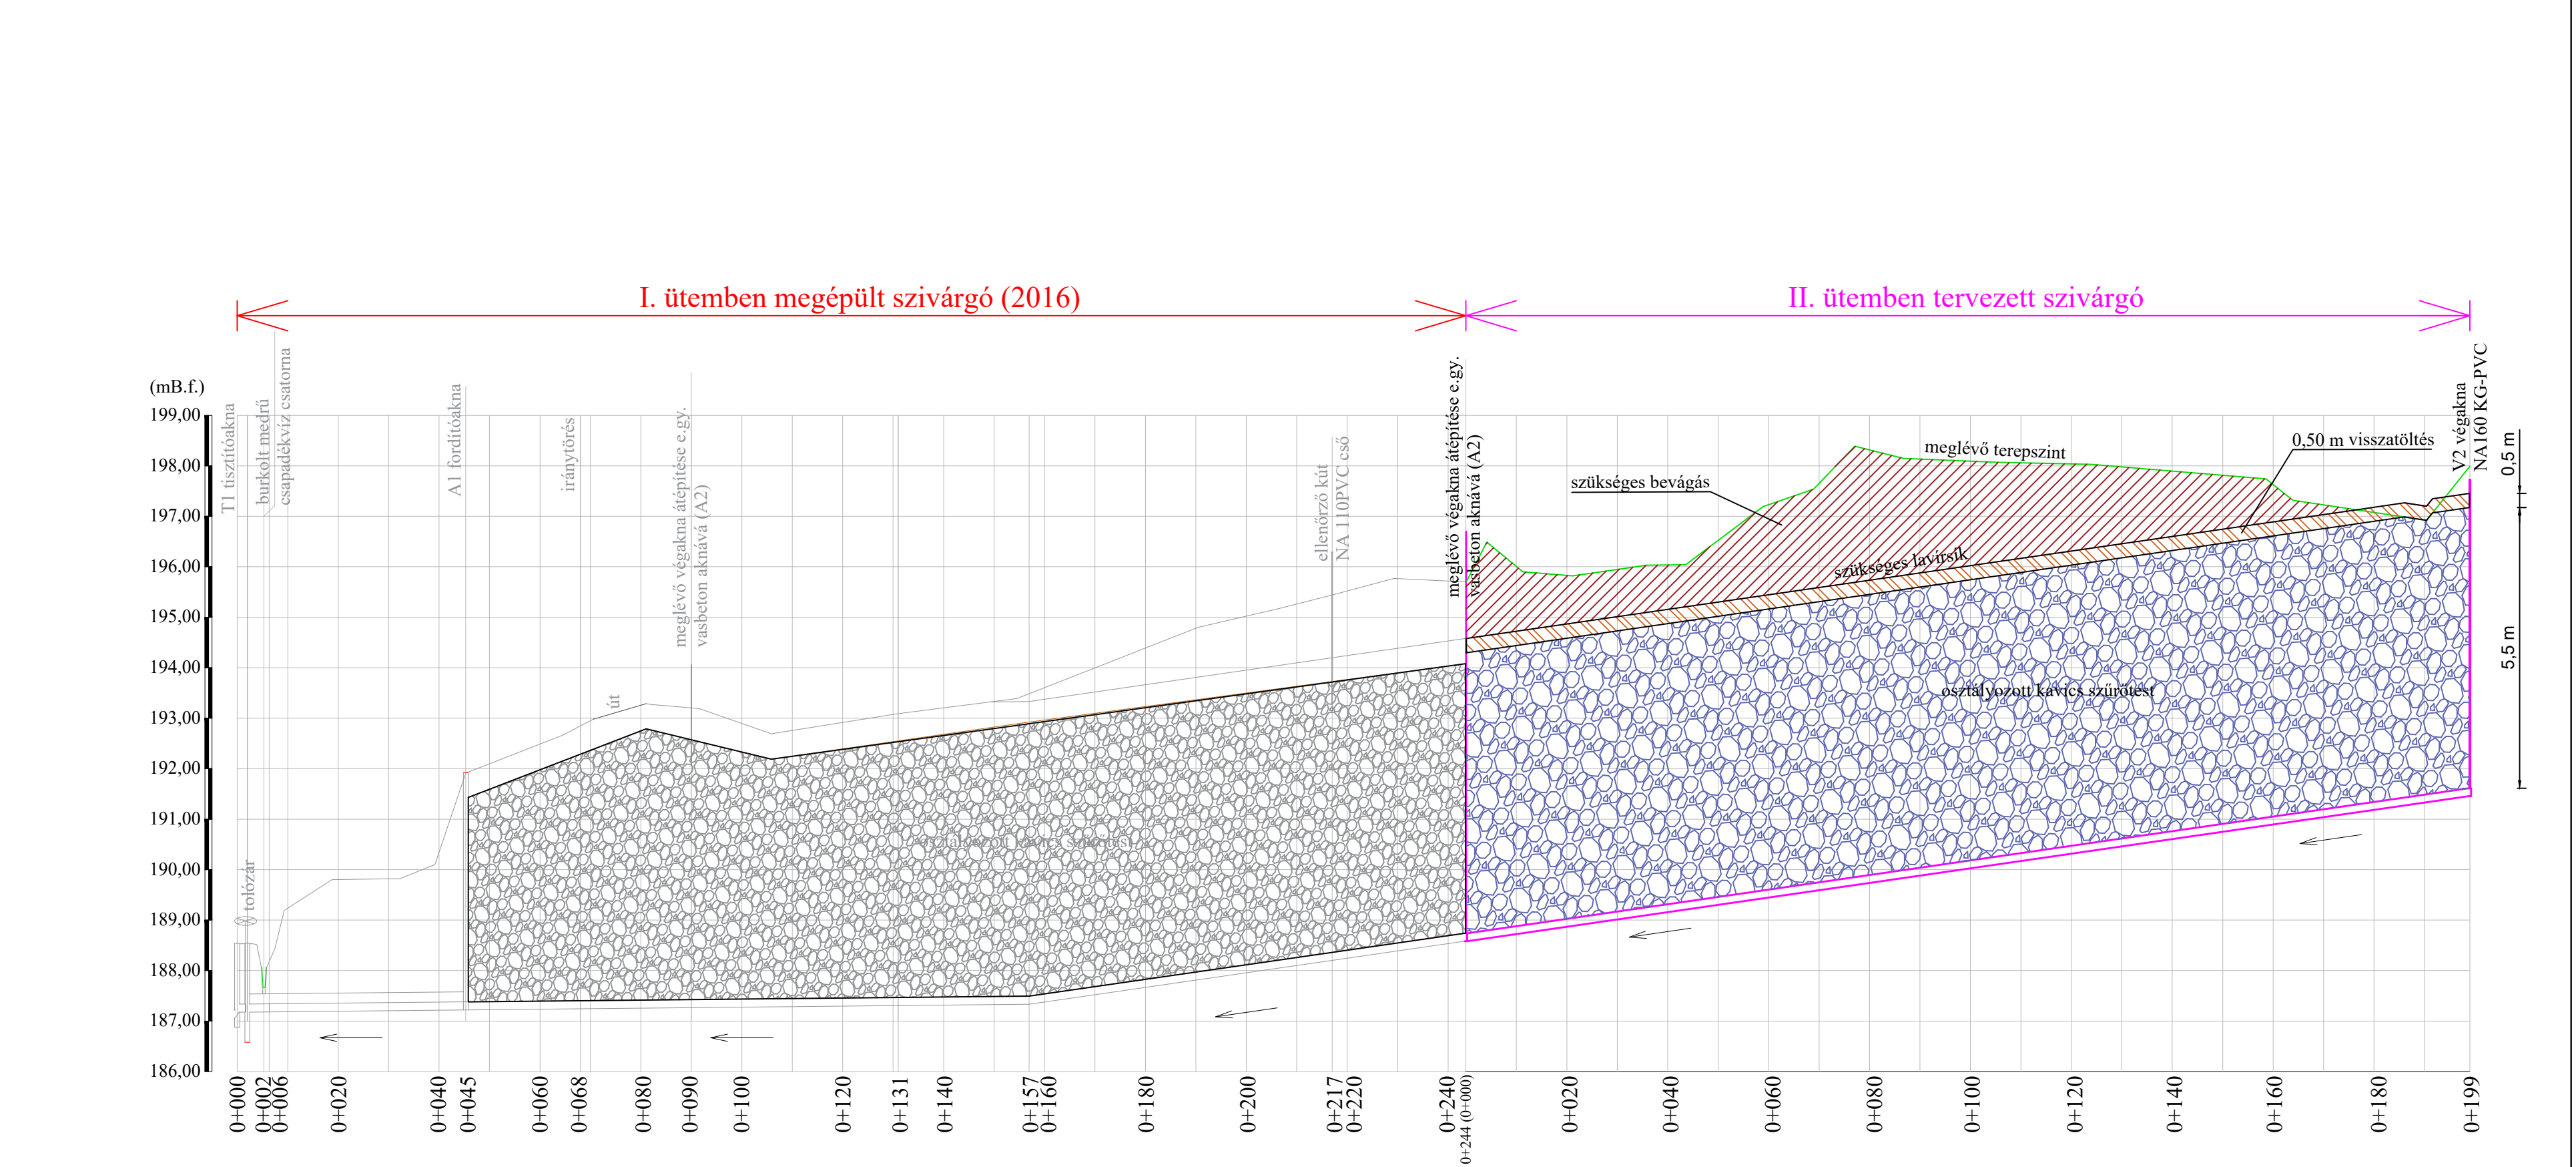 I. ütemben megépült szivárgó (2016)
II. ütemben tervezett szivárgó
(mB.f.)
199,00
198,00
197,00
196,00
195,00
194,00
193,00
192,00
191,00
190,00
189,00
188,00
187,00
186,00
T1 tisztítóakna
burkolt medrű
csapadékvíz csatorna
tolózár
A1 fordítóakna
iránytörés
út
meglévő végakna átépítése e.gy.
vasbeton aknává (A2)
osztályozott kavics szűrőtest
ellenőrző kút
NA 110PVC cső
meglévő végakna átépítése e.gy.
vasbeton aknává (A2)
szükséges bevágás
meglévő terepszint
0,50 m visszatöltés
szükséges lavírsík
osztályozott kavics szűrőtest
V2 végakna
NA160 KG-PVC
0,5 m
5,5 m
0+000
0+002
0+006
0+020
0+040
0+045
0+060
0+068
0+080
0+090
0+100
0+120
0+131
0+140
0+157
0+160
0+180
0+200
0+217
0+220
0+240
0+244 (0+000)
0+020
0+040
0+060
0+080
0+100
0+120
0+140
0+160
0+180
0+199